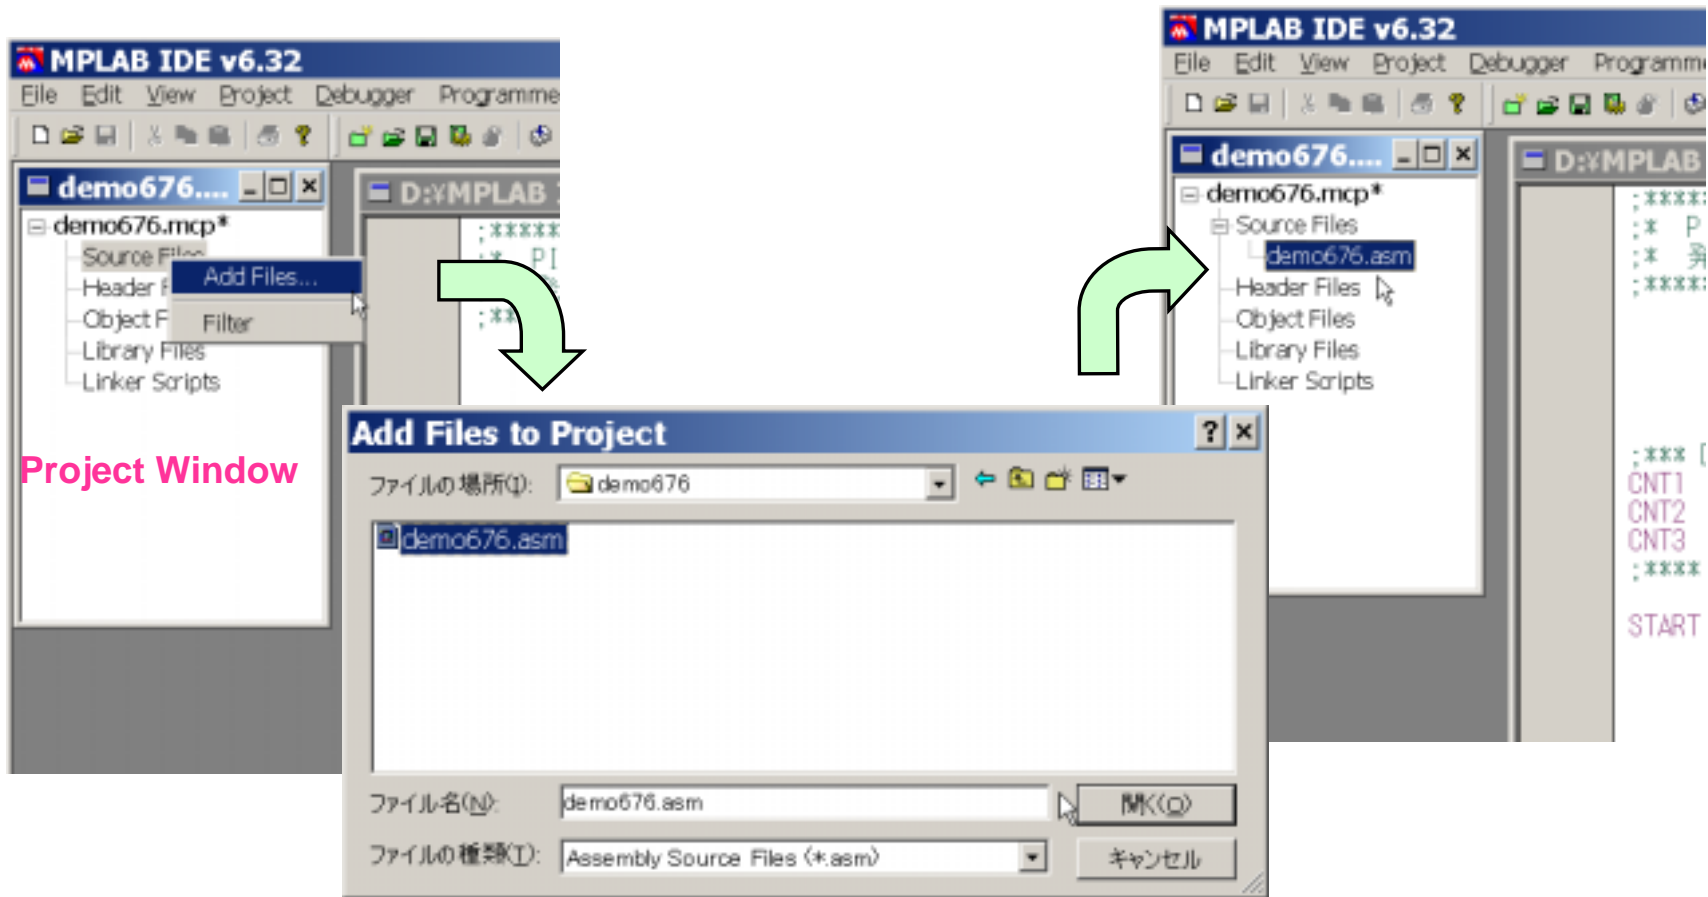 MPLAB IDE v6.32
File Edit View Project Debugger Programme
demo676....
D:¥MPLAB
demo676.mcp*
Source Files
Add Files...
Header F
Object F
Filter
Library Files
Linker Scripts
;*****
;* PI
;**
Project Window
Add Files to Project
ファイルの場所(I):
demo676
demo676.asm
ファイル名(N):
demo676.asm
開く(O)
ファイルの種類(T):
Assembly Source Files (*.asm)
キャンセル
MPLAB IDE v6.32
File Edit View Project Debugger Programme
demo676....
D:¥MPLAB
demo676.mcp*
Source Files
demo676.asm
Header Files
Object Files
Library Files
Linker Scripts
;****
;* P
;* 発
;****
;***
CNT1
CNT2
CNT3
;****
START